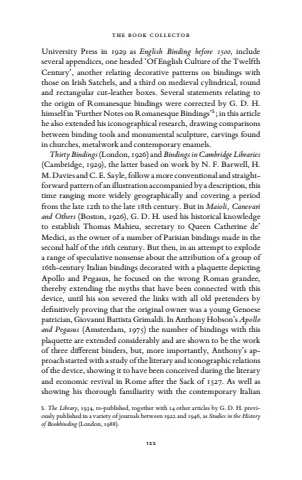 THE BOOK COLLECTOR
University Press in 1929 as English Binding before 1500, include
several appendices, one headed 'Of English Culture of the Twelfth
Century', another relating decorative patterns on bindings with
those on Irish Satchels, and a third on medieval cylindrical, round
and rectangular cut-leather boxes. Several statements relating to
the origin of Romanesque bindings were corrected by G. D. H.
himself in 'Further Notes on Romanesque Bindings'⁵; in this article
he also extended his iconographical research, drawing comparisons
between binding tools and monumental sculpture, carvings found
in churches, metalwork and contemporary enamels.
Thirty Bindings (London, 1926) and Bindings in Cambridge Libraries
(Cambridge, 1929), the latter based on work by N. F. Barwell, H.
M. Davies and C. E. Sayle, follow a more conventional and straight-
forward pattern of an illustration accompanied by a description, this
time ranging more widely geographically and covering a period
from the late 12th to the late 18th century. But in Maioli, Canevari
and Others (Boston, 1926), G. D. H. used his historical knowledge
to establish Thomas Mahieu, secretary to Queen Catherine de'
Medici, as the owner of a number of Parisian bindings made in the
second half of the 16th century. But then, in an attempt to explode
a range of speculative nonsense about the attribution of a group of
16th-century Italian bindings decorated with a plaquette depicting
Apollo and Pegasus, he focused on the wrong Roman grandee,
thereby extending the myths that have been connected with this
device, until his son severed the links with all old pretenders by
definitively proving that the original owner was a young Genoese
patrician, Giovanni Battista Grimaldi. In Anthony Hobson's Apollo
and Pegasus (Amsterdam, 1975) the number of bindings with this
plaquette are extended considerably and are shown to be the work
of three different binders, but, more importantly, Anthony's ap-
proach started with a study of the literary and iconographic relations
of the device, showing it to have been conceived during the literary
and economic revival in Rome after the Sack of 1527. As well as
showing his thorough familiarity with the contemporary Italian
5. The Library, 1934, re-published, together with 14 other articles by G. D. H. previ-
ously published in a variety of journals between 1922 and 1946, as Studies in the History
of Bookbinding (London, 1988).
122